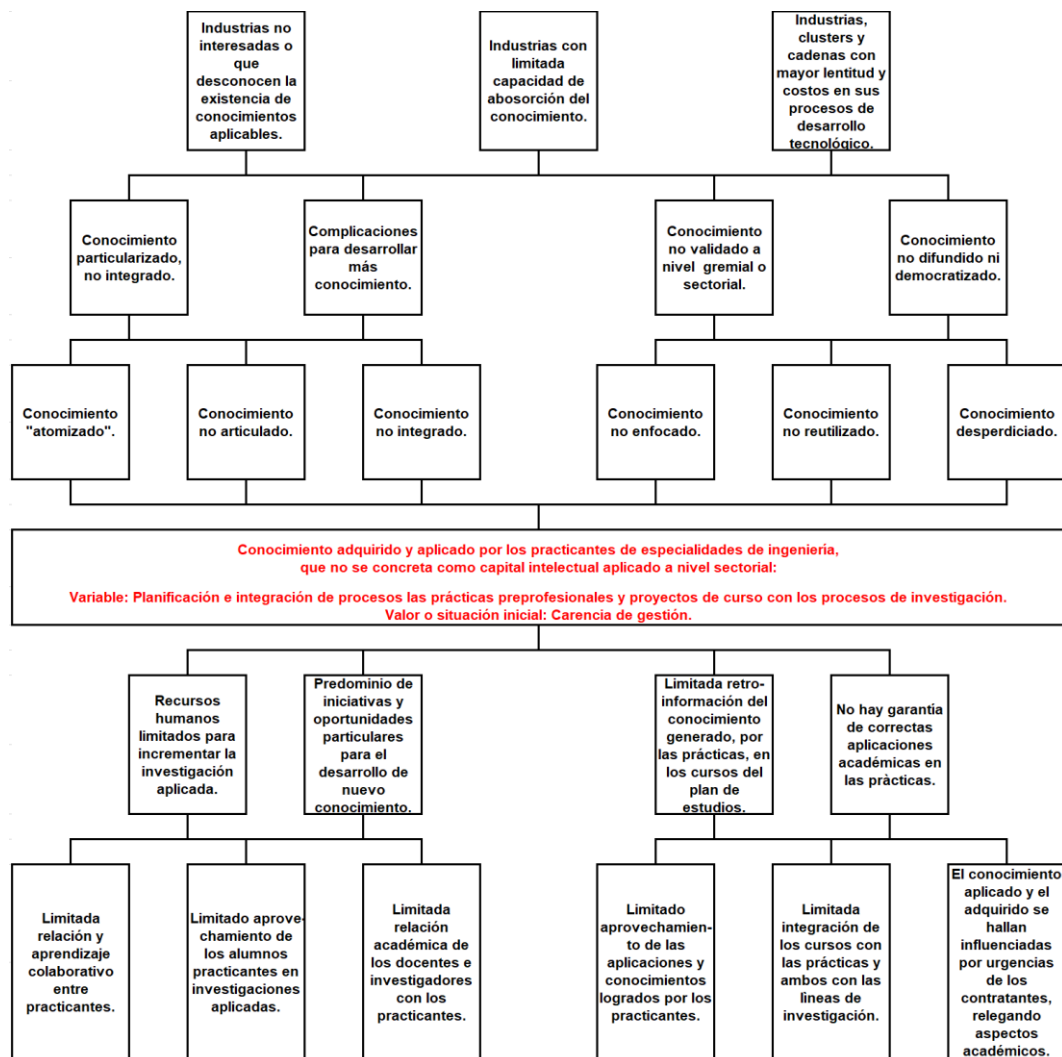 Industrias no
interesadas o
que
desconocen la
existencia de
conocimientos
aplicables.
Industrias con
limitada
capacidad de
abosorción del
conocimiento.
Industrias,
clusters y
cadenas con
mayor lentitud y
costos en sus
procesos de
desarrollo
tecnológico.
Conocimiento
particularizado,
no integrado.
Complicaciones
para desarrollar
más
conocimiento.
Conocimiento
no validado a
nivel gremial o
sectorial.
Conocimiento
no difundido ni
democratizado.
Conocimiento
"atomizado".
Conocimiento
no articulado.
Conocimiento
no integrado.
Conocimiento
no enfocado.
Conocimiento
no reutilizado.
Conocimiento
desperdiciado.
Conocimiento adquirido y aplicado por los practicantes de especialidades de ingeniería,
que no se concreta como capital intelectual aplicado a nivel sectorial:
Variable: Planificación e integración de procesos las prácticas preprofesionales y proyectos de curso con los procesos de investigación.
Valor o situación inicial: Carencia de gestión.
Recursos
humanos
limitados para
incrementar la
investigación
aplicada.
Predominio de
iniciativas y
oportunidades
particulares
para el
desarrollo de
nuevo
conocimiento.
Limitada retro-
información del
conocimiento
generado, por
las prácticas, en
los cursos del
plan de
estudios.
No hay garantía
de correctas
aplicaciones
académicas en
las pràcticas.
Limitada
relación y
aprendizaje
colaborativo
entre
practicantes.
Limitado aprove-
chamiento de
los alumnos
practicantes en
investigaciones
aplicadas.
Limitada
relación
académica de
los docentes e
investigadores
con los
practicantes.
Limitado
aprovechamien-
to de las
aplicaciones y
conocimientos
logrados por los
practicantes.
Limitada
integración de
los cursos con
las prácticas y
ambos con las
lìneas de
investigación.
El conocimiento
aplicado y el
adquirido se
hallan
influenciadas
por urgencias
de los
contratantes,
relegando
aspectos
académicos.